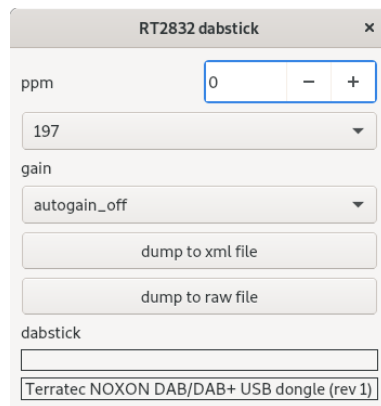 RT2832 dabstick ×
ppm 0 − +
197
gain
autogain_off
dump to xml file
dump to raw file
dabstick
Terratec NOXON DAB/DAB+ USB dongle (rev 1)